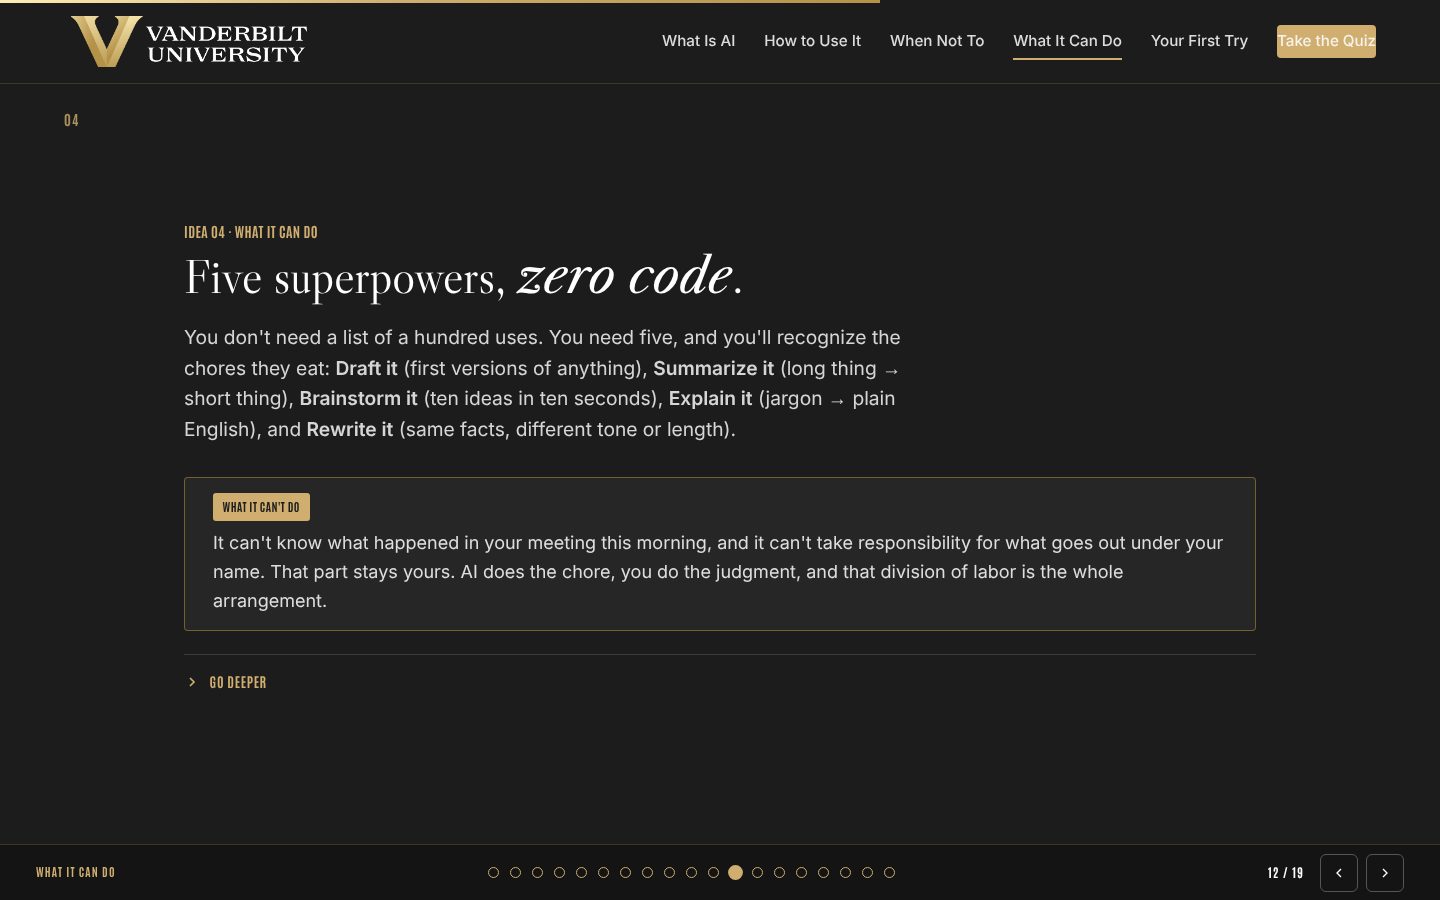 VANDERBILT
UNIVERSITY
What Is AI
How to Use It
When Not To
What It Can Do
Your First Try
Take the Quiz
04
IDEA 04 · WHAT IT CAN DO
Five superpowers, zero code.
You don't need a list of a hundred uses. You need five, and you'll recognize the
chores they eat: Draft it (first versions of anything), Summarize it (long thing →
short thing), Brainstorm it (ten ideas in ten seconds), Explain it (jargon → plain
English), and Rewrite it (same facts, different tone or length).
WHAT IT CAN'T DO
It can't know what happened in your meeting this morning, and it can't take responsibility for what goes out under your
name. That part stays yours. AI does the chore, you do the judgment, and that division of labor is the whole
arrangement.
GO DEEPER
WHAT IT CAN DO
12 / 19